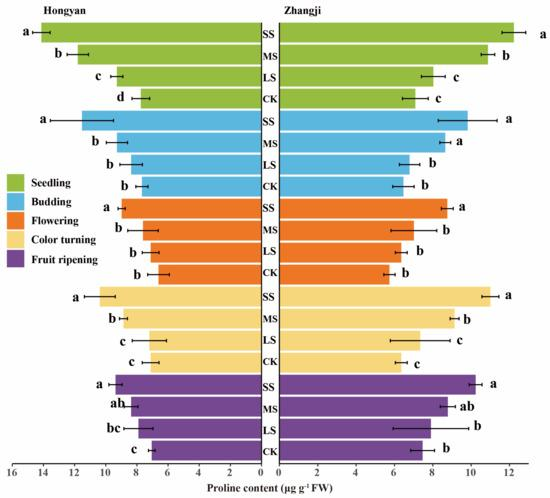 Hongyan Zhangji
a SS a
b MS b
c LS c
d CK c
a SS a
b MS a
b LS b
b CK b
a SS a
b MS b
b LS b
b CK b
a SS a
b MS b
c LS c
c CK c
a SS a
ab MS ab
bc LS b
c CK b
Seedling
Budding
Flowering
Color turning
Fruit ripening
16 14 12 10 8 6 4 2 0 0 2 4 6 8 10 12
Proline content (μg g⁻¹ FW)